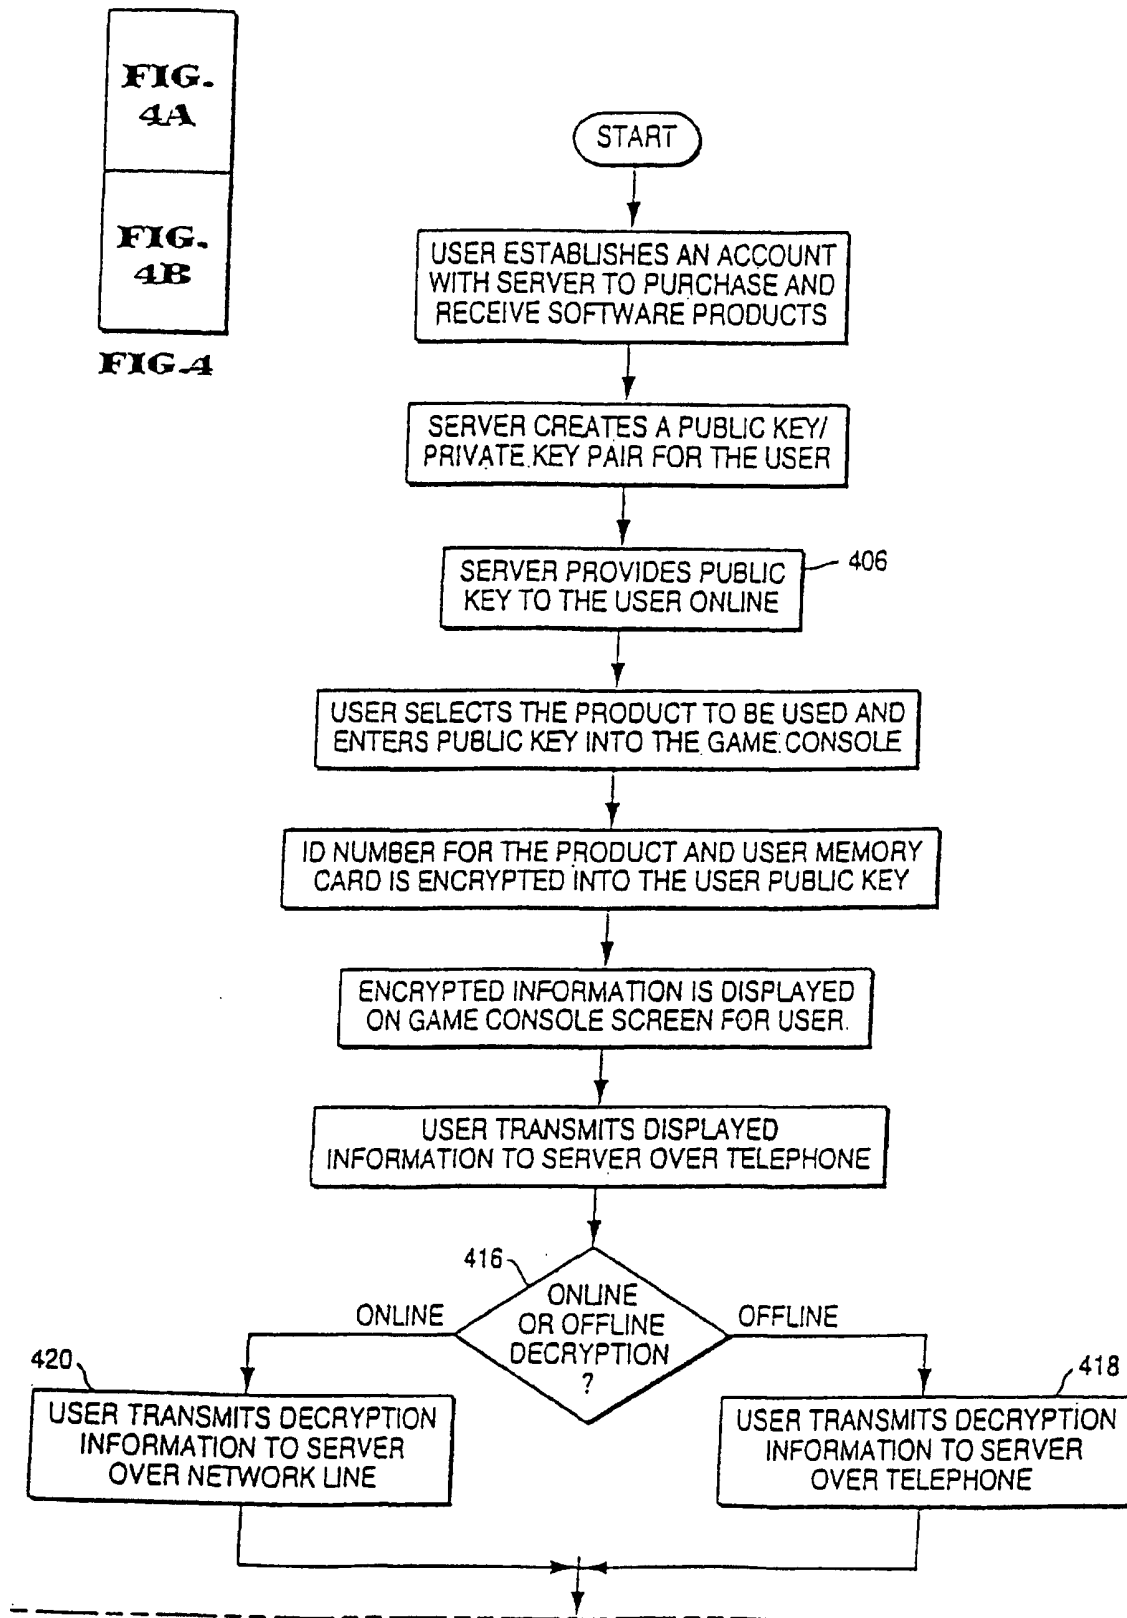 FIG.
4A
FIG.
4B
FIG.4
START
USER ESTABLISHES AN ACCOUNT
WITH SERVER TO PURCHASE AND
RECEIVE SOFTWARE PRODUCTS
SERVER CREATES A PUBLIC KEY/
PRIVATE KEY PAIR FOR THE USER
406
SERVER PROVIDES PUBLIC
KEY TO THE USER ONLINE
USER SELECTS THE PRODUCT TO BE USED AND
ENTERS PUBLIC KEY INTO THE GAME CONSOLE
ID NUMBER FOR THE PRODUCT AND USER MEMORY
CARD IS ENCRYPTED INTO THE USER PUBLIC KEY
ENCRYPTED INFORMATION IS DISPLAYED
ON GAME CONSOLE SCREEN FOR USER.
USER TRANSMITS DISPLAYED
INFORMATION TO SERVER OVER TELEPHONE
416
ONLINE
OR OFFLINE
DECRYPTION
?
ONLINE
OFFLINE
420
USER TRANSMITS DECRYPTION
INFORMATION TO SERVER
OVER NETWORK LINE
418
USER TRANSMITS DECRYPTION
INFORMATION TO SERVER
OVER TELEPHONE